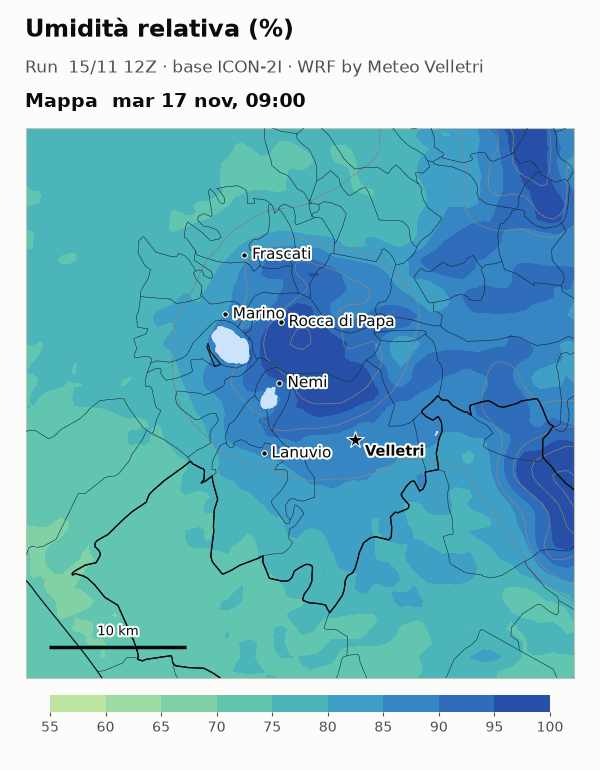 Umidità relativa (%)
Run  15/11 12Z · base ICON-2I · WRF by Meteo Velletri
Mappa  mar 17 nov, 09:00
Frascati
Marino
Rocca di Papa
Nemi
Velletri
Lanuvio
10 km
55 60 65 70 75 80 85 90 95 100